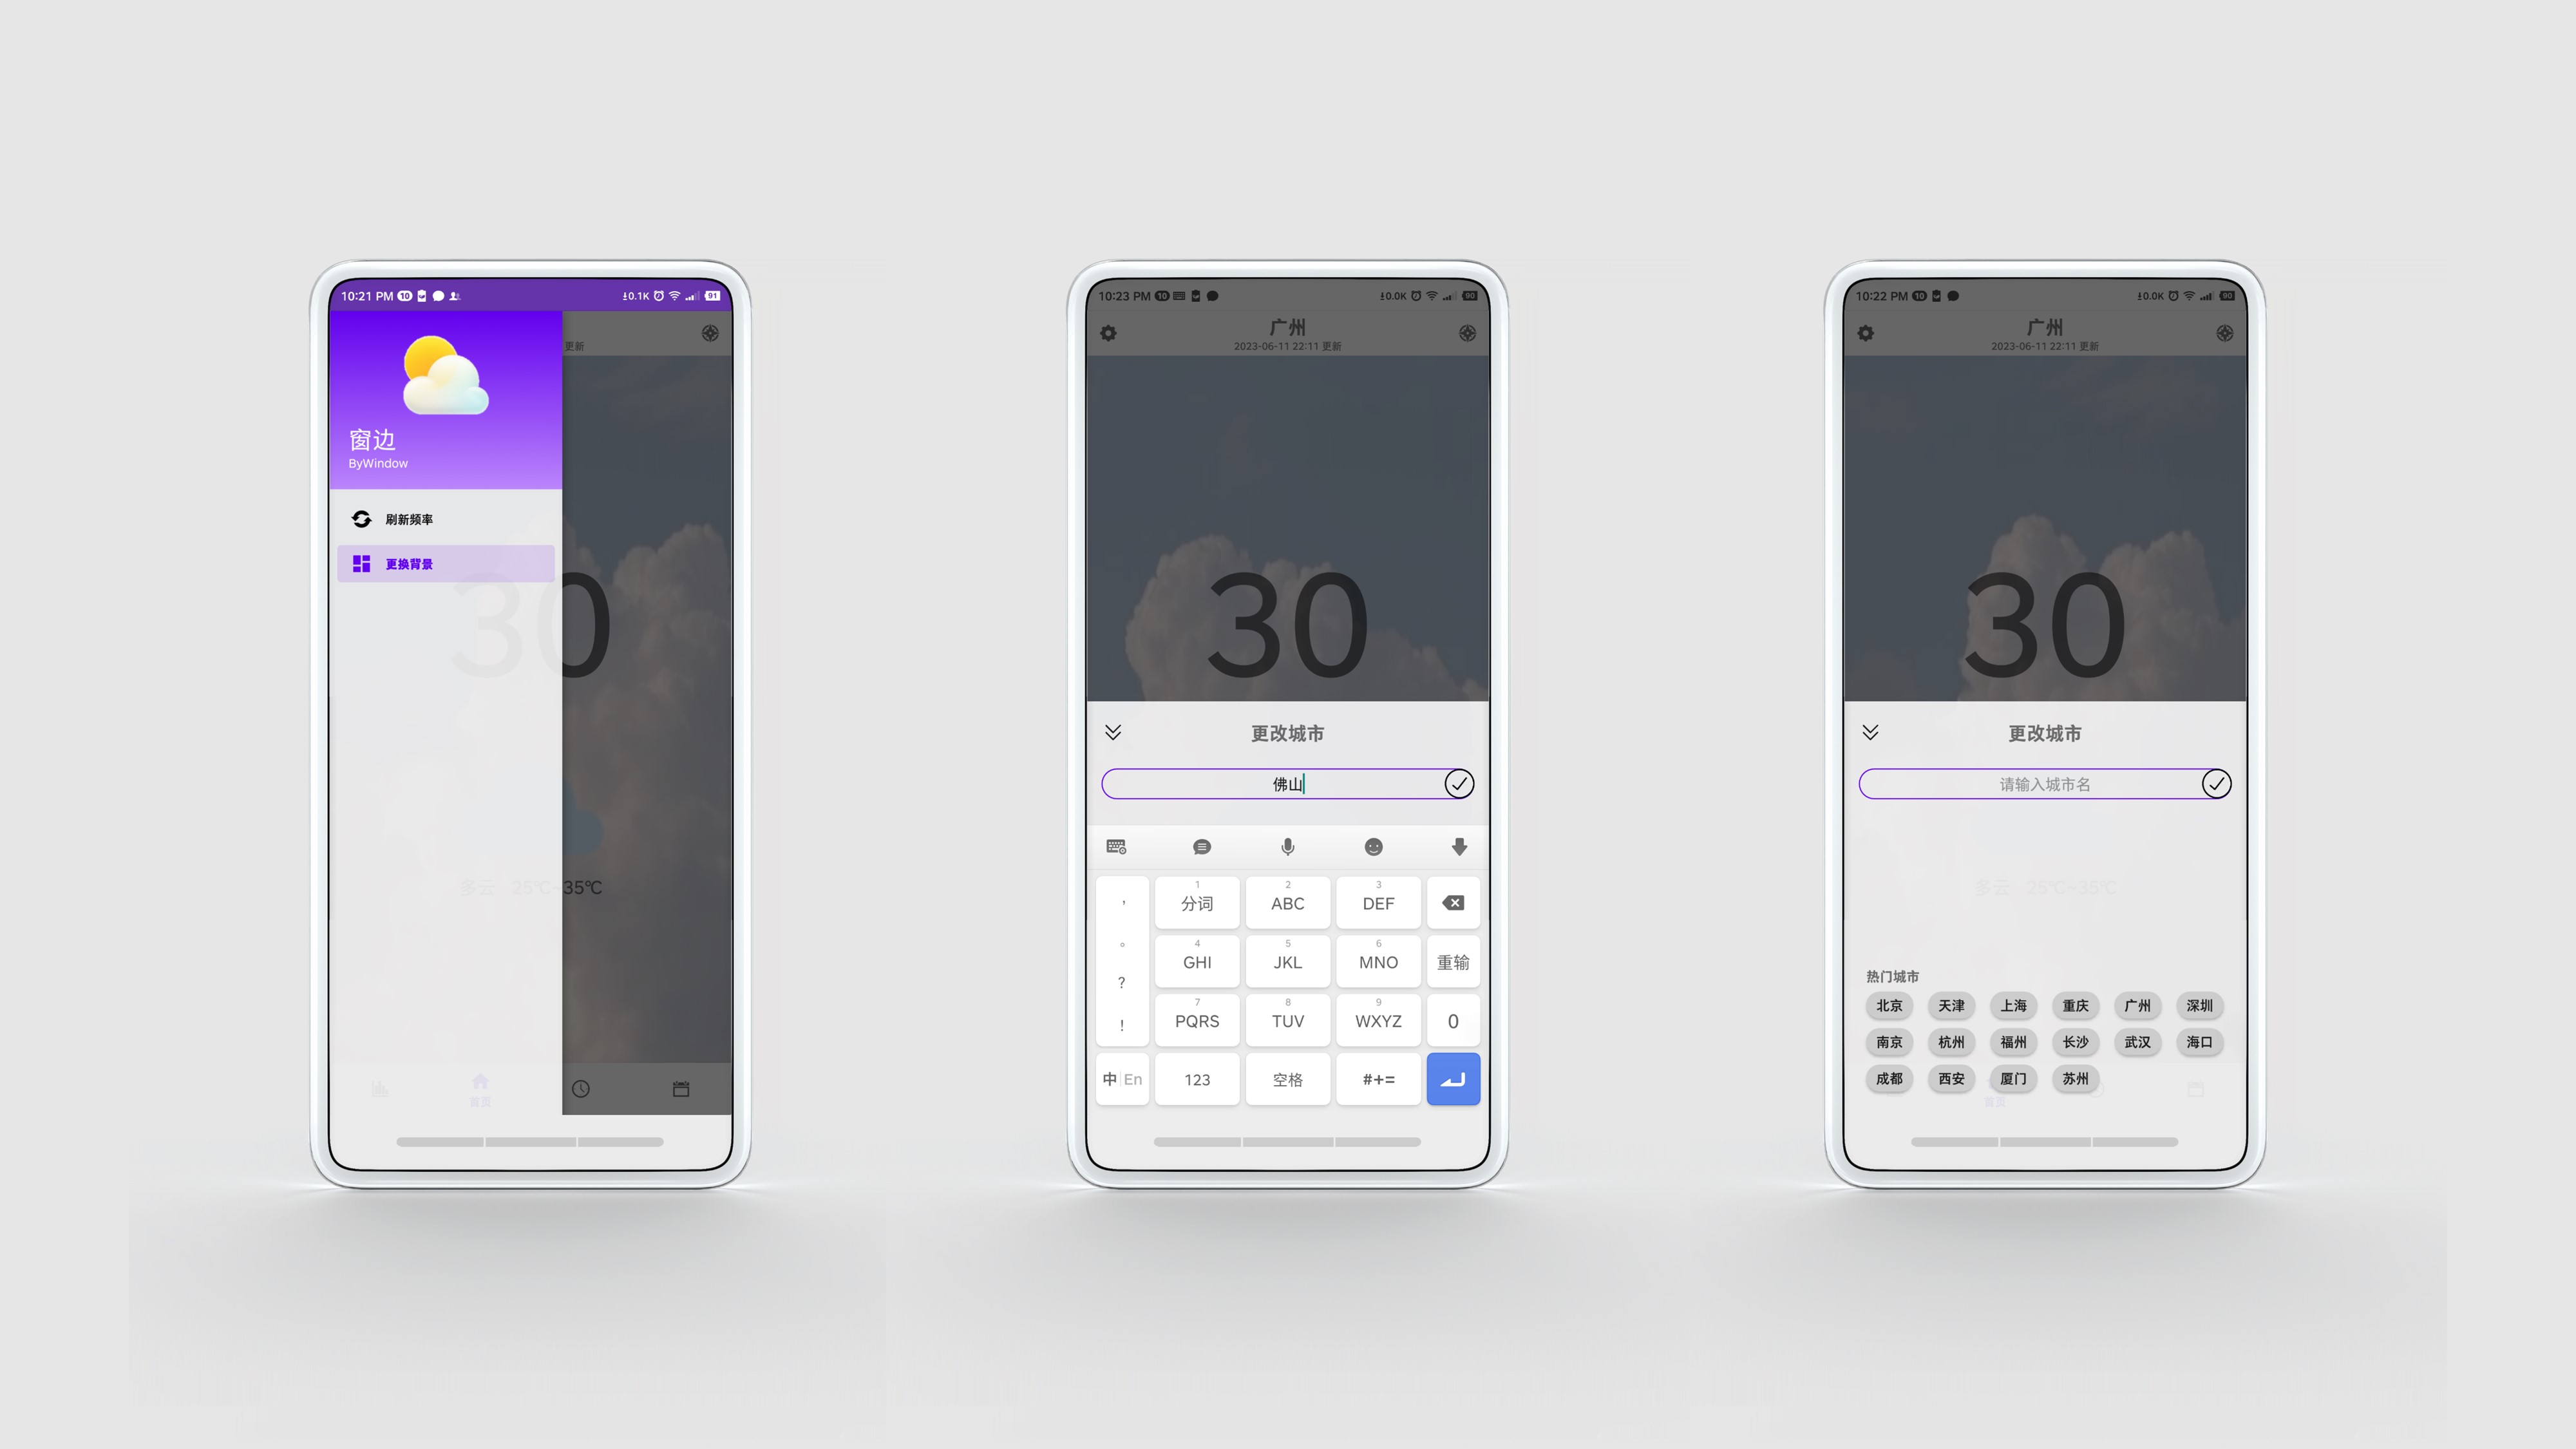 10:21 PM 10
0.1K 91
更新
窗边
ByWindow
刷新频率
更换背景
30
多云 25℃~35℃
首页
10:23 PM 10
0.0K 90
广州
2023-06-11 22:11 更新
30
更改城市
佛山
, 1 分词 2 ABC 3 DEF
。 4 GHI 5 JKL 6 MNO 重输
?
! 7 PQRS 8 TUV 9 WXYZ 0
中 En 123 空格 #+=
10:22 PM 10
0.0K 90
广州
2023-06-11 22:11 更新
30
更改城市
请输入城市名
多云 25℃~35℃
热门城市
北京 天津 上海 重庆 广州 深圳
南京 杭州 福州 长沙 武汉 海口
成都 西安 厦门 苏州
首页